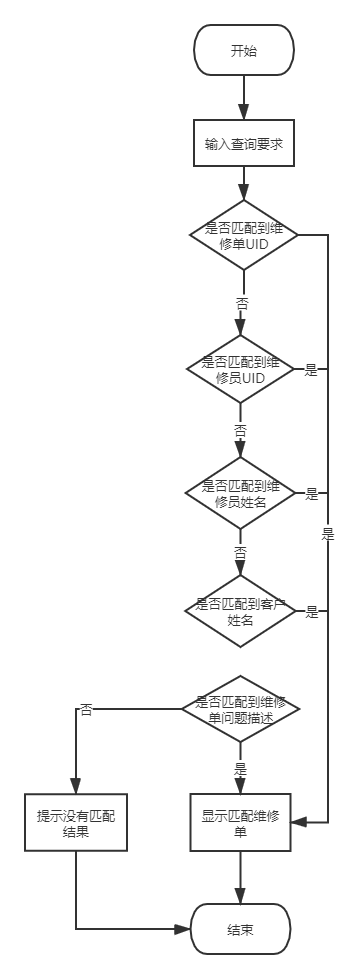 开始
输入查询要求
是否匹配到维
修单UID
否
是否匹配到维
修员UID
是
否
是否匹配到维
修员姓名
是
否
是
是否匹配到客户
姓名
是
是否匹配到维修
单问题描述
否
是
提示没有匹配
结果
显示匹配维修
单
结束